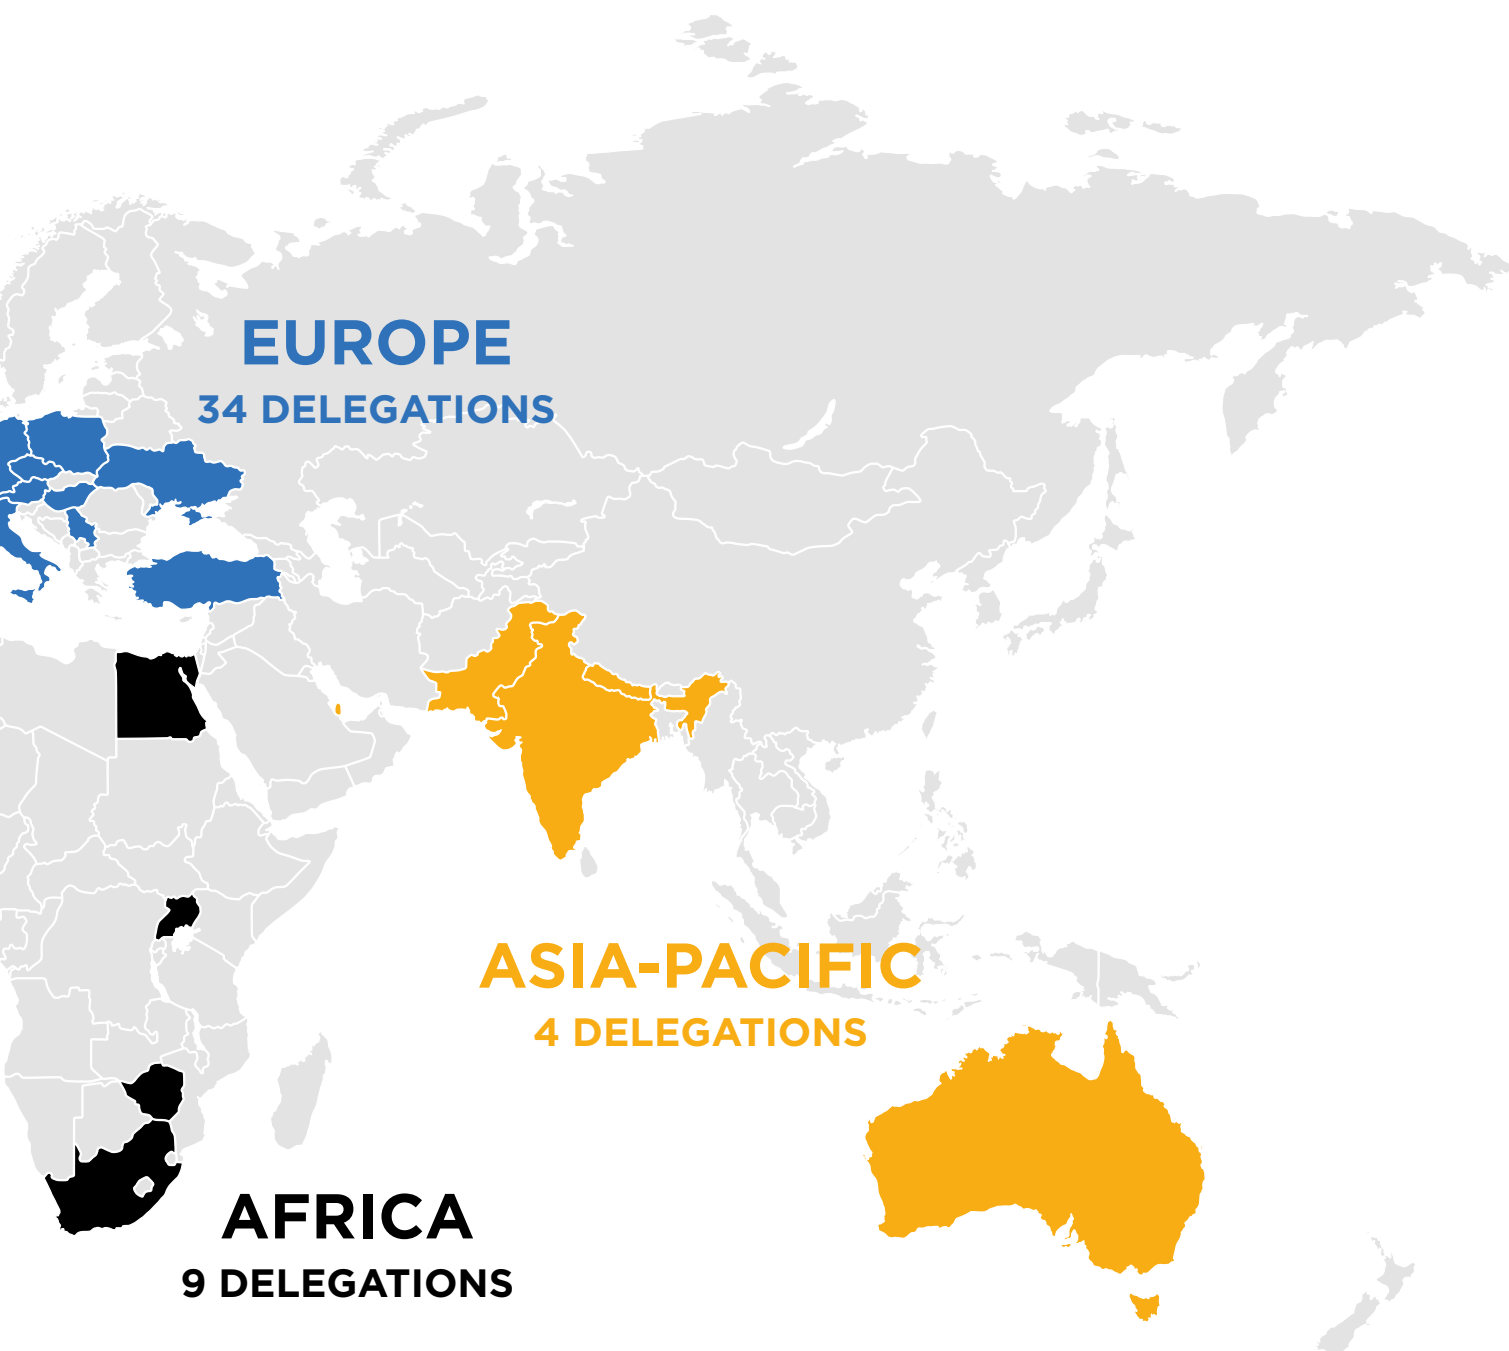 EUROPE
34 DELEGATIONS
ASIA-PACIFIC
4 DELEGATIONS
AFRICA
9 DELEGATIONS